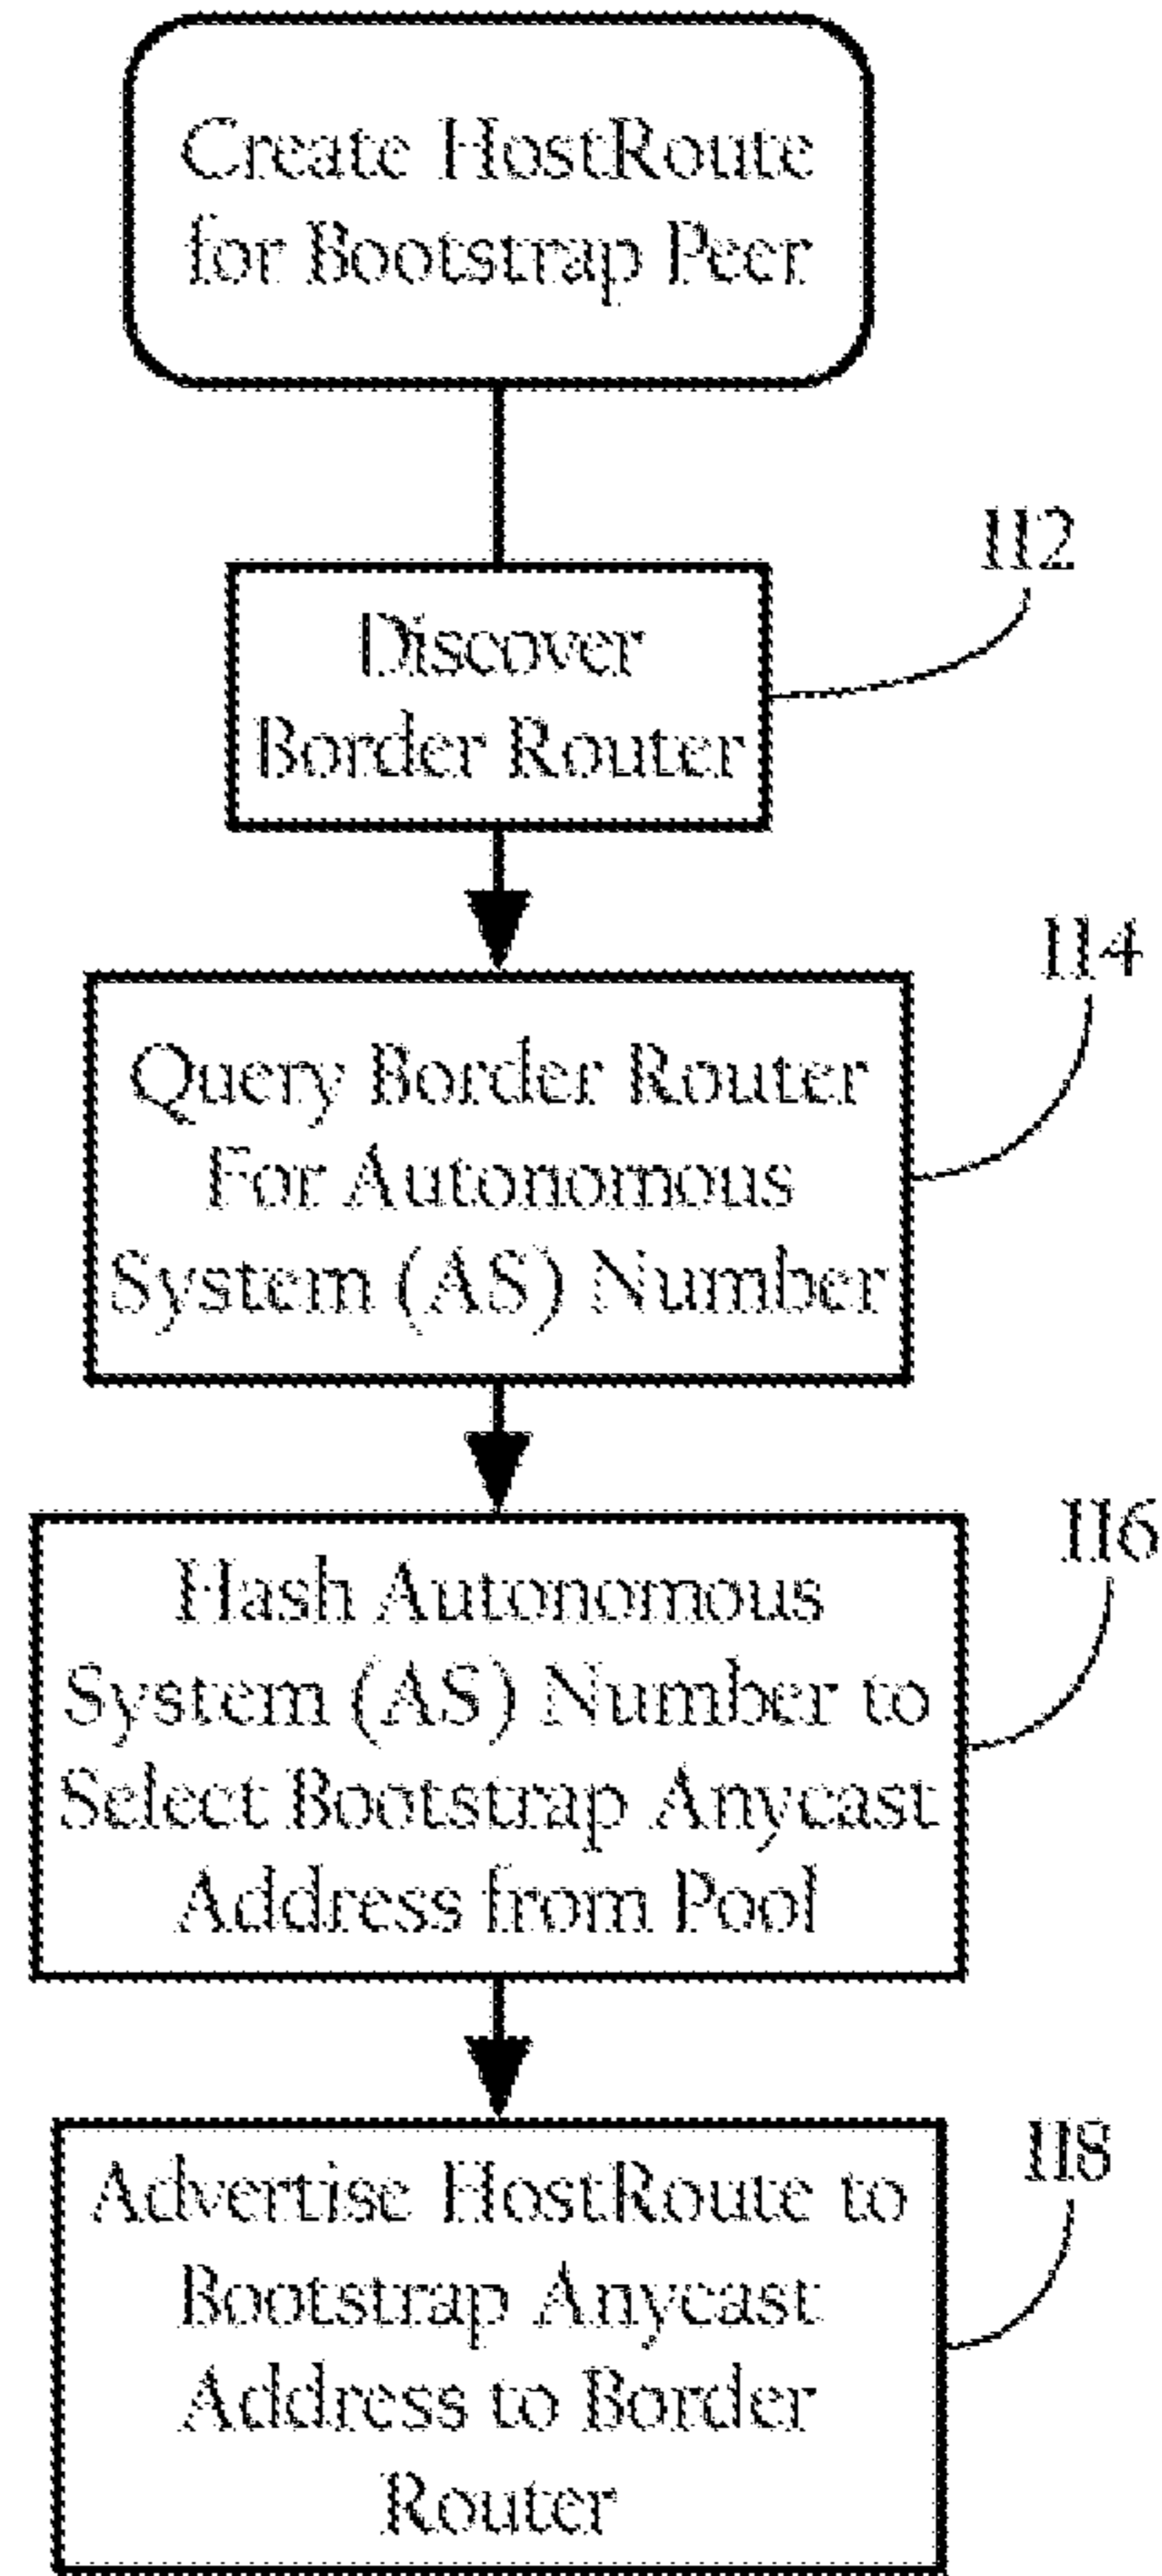 Create HostRoute
for Bootstrap Peer
112
Discover
Border Router
114
Query Border Router
For Autonomous
System (AS) Number
116
Hash Autonomous
System (AS) Number to
Select Bootstrap Anycast
Address from Pool
118
Advertise HostRoute to
Bootstrap Anycast
Address to Border
Router